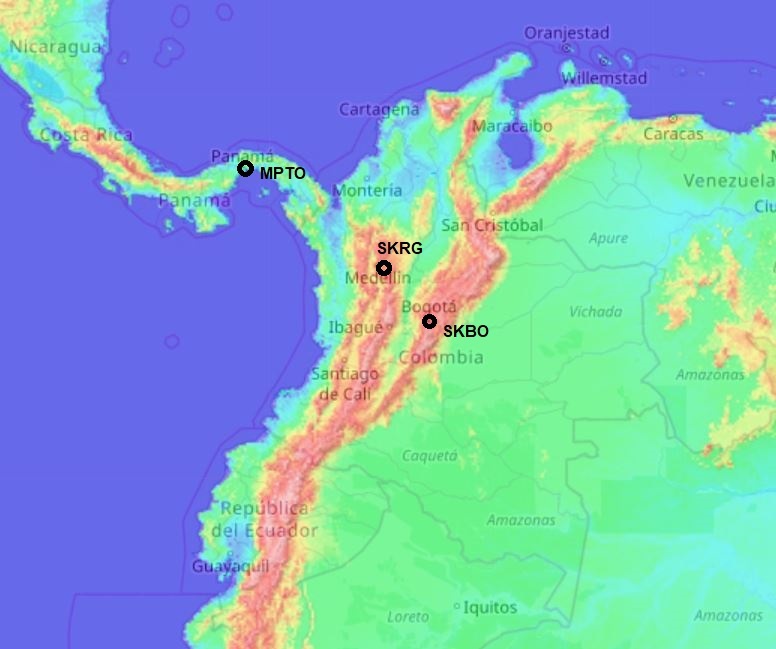 Oranjestad
Nicaragua
Willemstad
Cartagena
Costa Rica
Maracaibo
Caracas
Panamá
MPTO
Venezuela
Montería
Panamá
Ciu
San Cristóbal
Apure
SKRG
Medellín
Bogotá
Vichada
Ibagué
SKBO
Colombia
Santiago
de Cali
Amazonas
Caquetá
República
del Ecuador
Amazonas
Guayaquil
Iquitos
Loreto
Amazonas